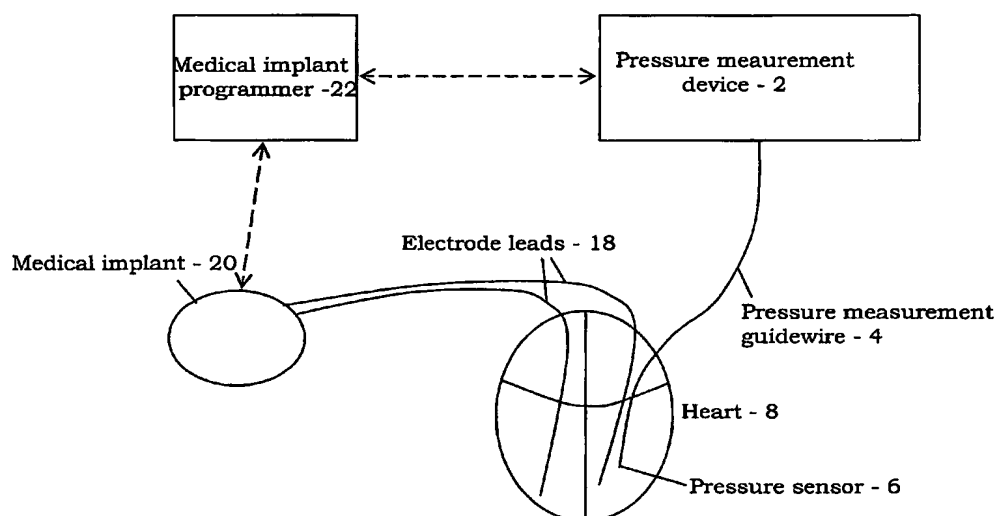 Medical implant
programmer -22
Pressure meaurement
device - 2
Electrode leads - 18
Medical implant - 20
Pressure measurement
guidewire - 4
Heart - 8
Pressure sensor - 6